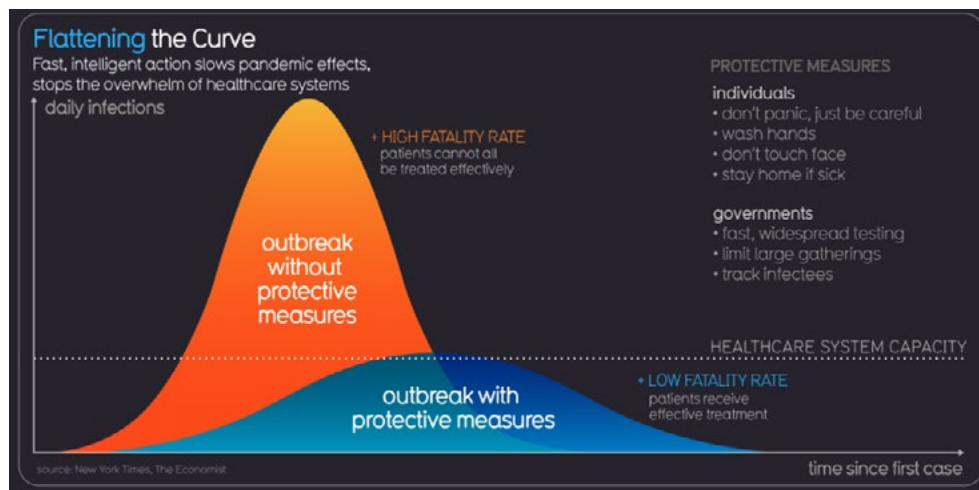 Flattening the Curve
Fast, intelligent action slows pandemic effects,
stops the overwhelm of healthcare systems
daily infections
+ HIGH FATALITY RATE
patients cannot all
be treated effectively
outbreak
without
protective
measures
PROTECTIVE MEASURES
individuals
• don't panic, just be careful
• wash hands
• don't touch face
• stay home if sick
governments
• fast, widespread testing
• limit large gatherings
• track infectees
HEALTHCARE SYSTEM CAPACITY
+ LOW FATALITY RATE
patients receive
effective treatment
outbreak with
protective measures
source: New York Times, The Economist
time since first case